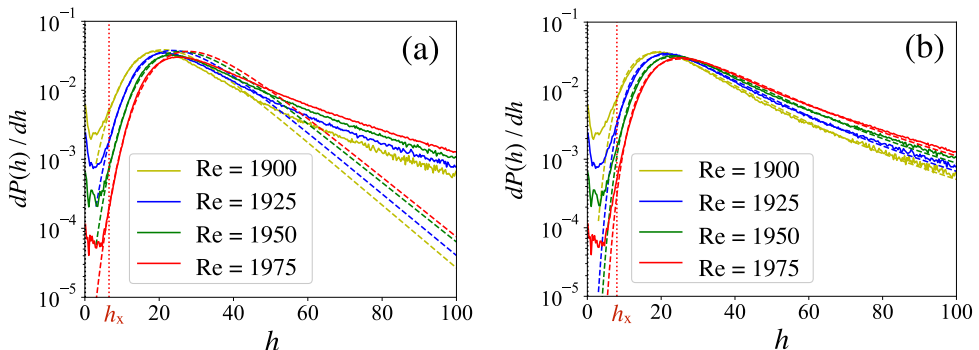 (a)
10^{-1}
10^{-2}
10^{-3}
10^{-4}
10^{-5}
dP(h) / dh
Re = 1900
Re = 1925
Re = 1950
Re = 1975
0
h_x
20
40
60
80
100
h
(b)
10^{-1}
10^{-2}
10^{-3}
10^{-4}
10^{-5}
dP(h) / dh
Re = 1900
Re = 1925
Re = 1950
Re = 1975
0
h_x
20
40
60
80
100
h